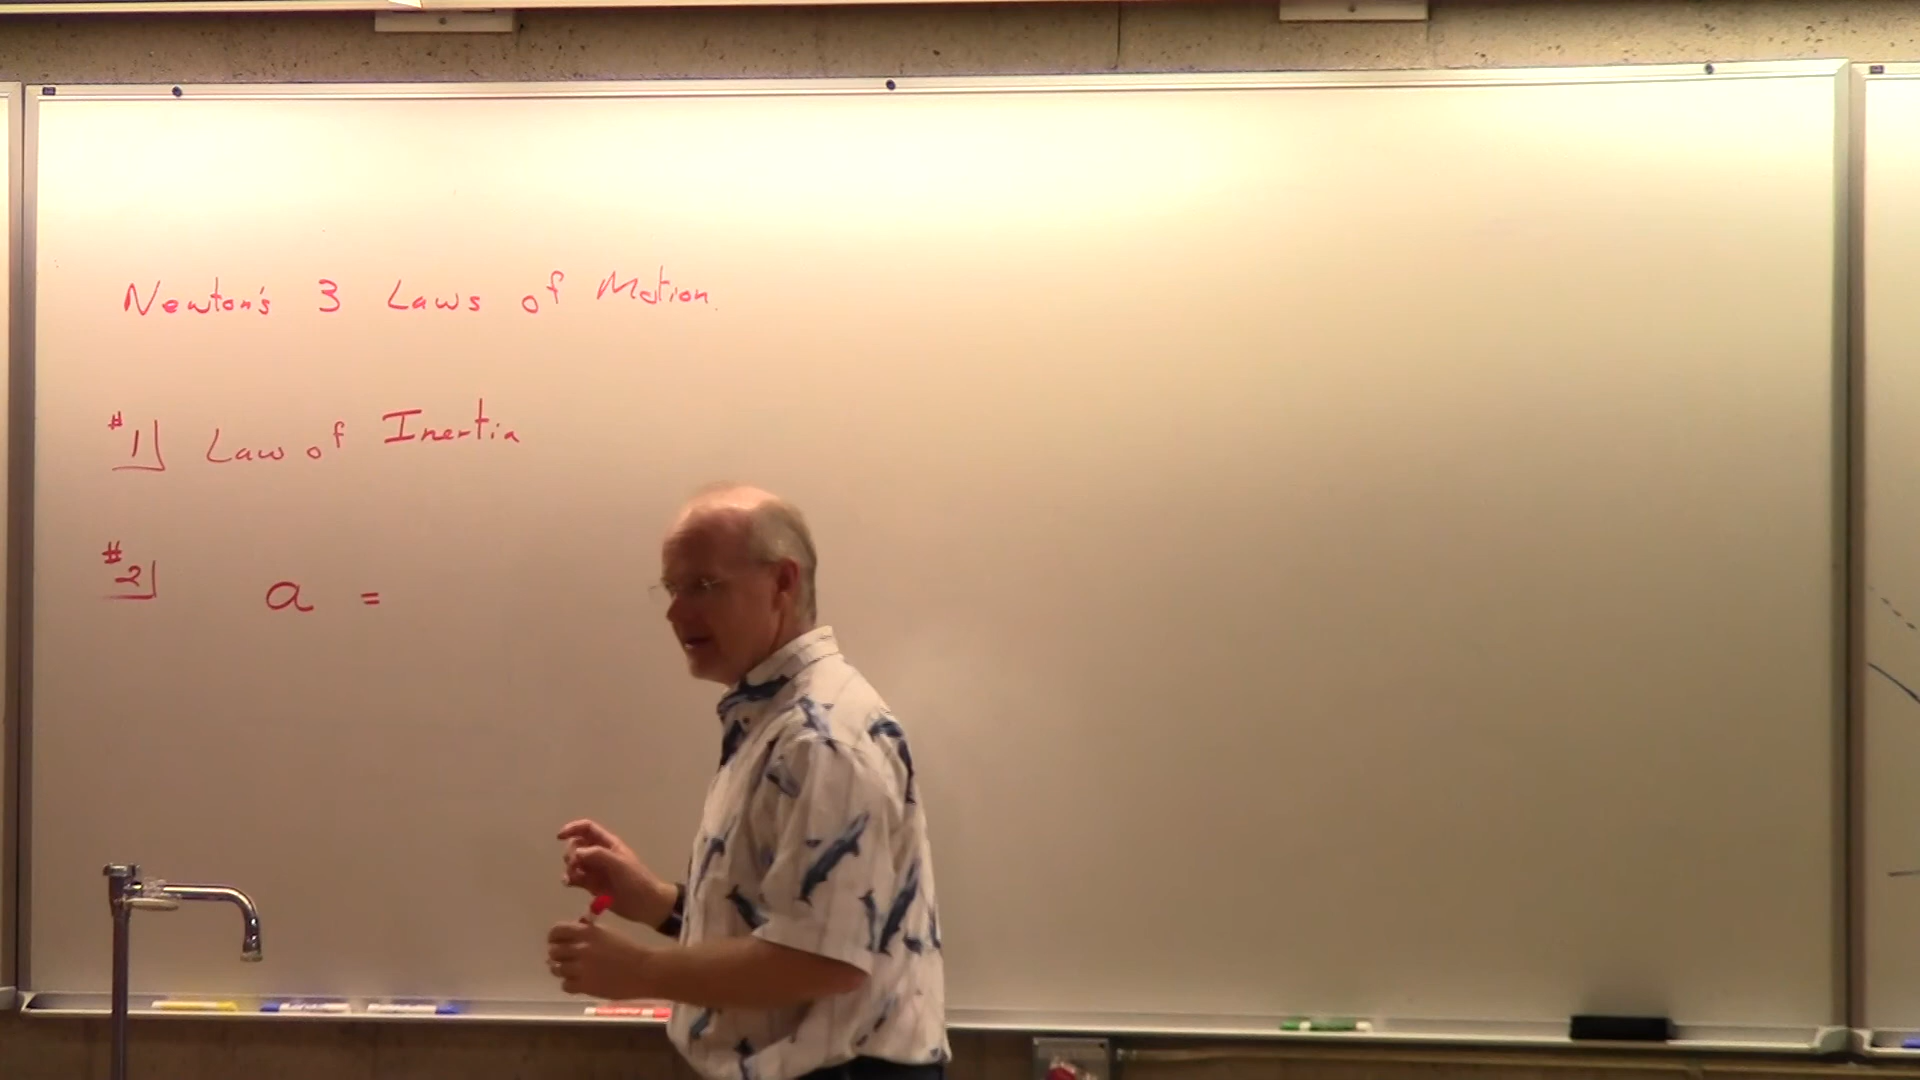 Newton's 3 Laws of Motion.
#1 Law of Inertia
#2 a =